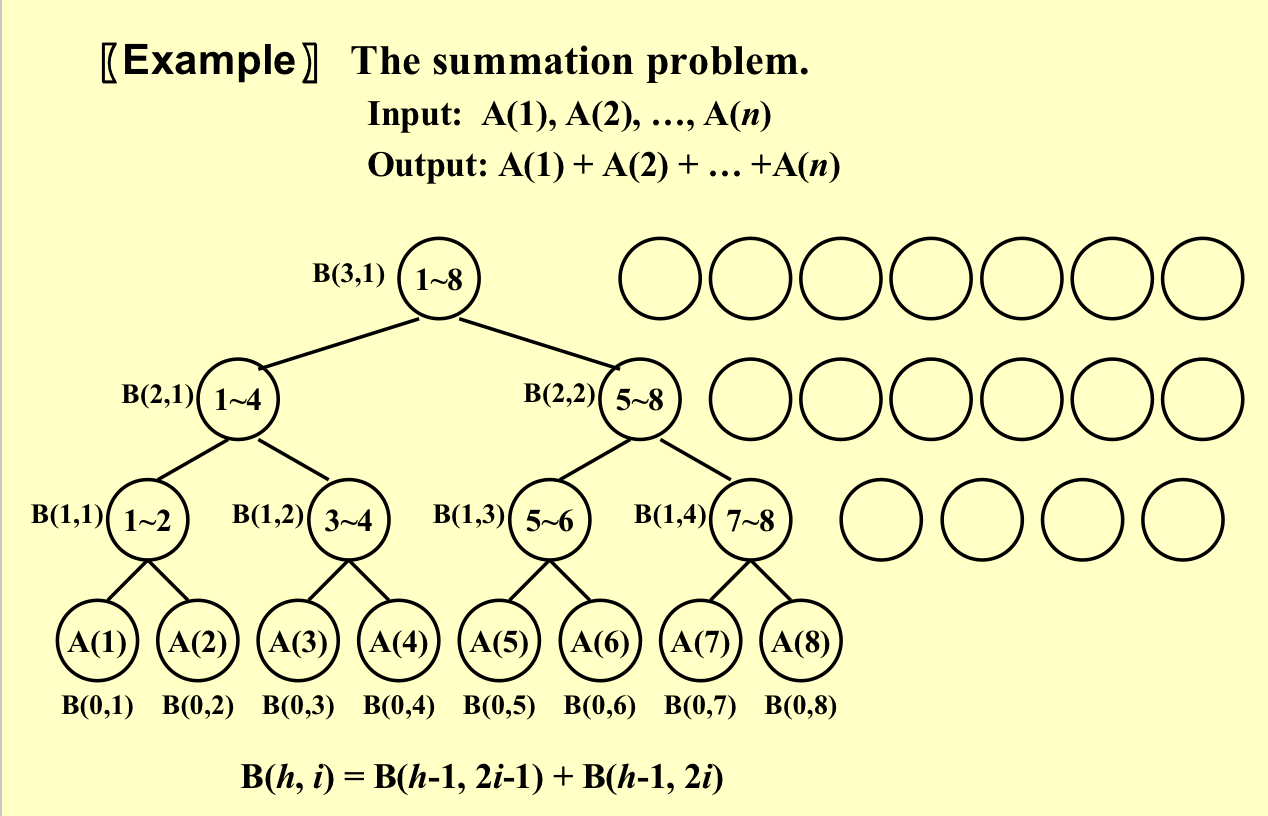 〖Example〗 The summation problem.
Input: A(1), A(2), …, A(n)
Output: A(1) + A(2) + … +A(n)
B(3,1) 1~8
B(2,1) 1~4 B(2,2) 5~8
B(1,1) 1~2 B(1,2) 3~4 B(1,3) 5~6 B(1,4) 7~8
A(1) A(2) A(3) A(4) A(5) A(6) A(7) A(8)
B(0,1) B(0,2) B(0,3) B(0,4) B(0,5) B(0,6) B(0,7) B(0,8)
B(h, i) = B(h-1, 2i-1) + B(h-1, 2i)